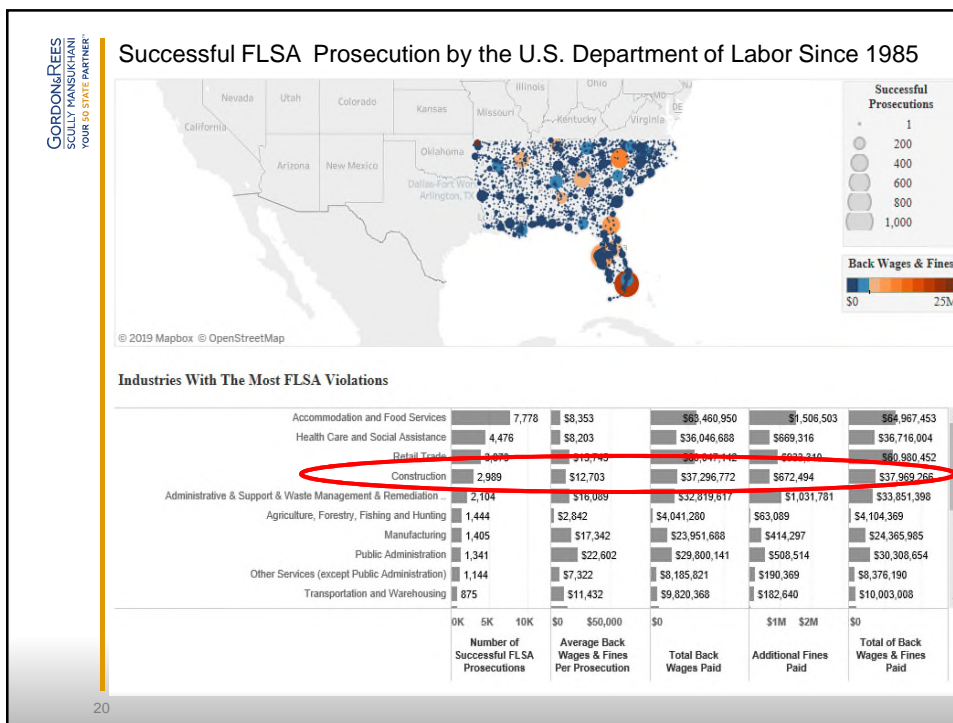 GORDON&REES
SCULLY MANSUKHANI
YOUR 50 STATE PARTNER™
Successful FLSA Prosecution by the U.S. Department of Labor Since 1985
Nevada
Utah
Colorado
Kansas
Missouri
Illinois
Ohio
MD
NJ
DE
Kentucky
Virginia
California
Arizona
New Mexico
Oklahoma
Dallas-Fort Wor
Arlington, TX
© 2019 Mapbox © OpenStreetMap
Successful
Prosecutions
1
200
400
600
800
1,000
Back Wages & Fines
$0 25M
Industries With The Most FLSA Violations
Accommodation and Food Services 7,778 $8,353 $63,460,950 $1,506,503 $64,967,453
Health Care and Social Assistance 4,476 $8,203 $36,046,688 $669,316 $36,716,004
Retail Trade $60,980,452
Construction 2,989 $12,703 $37,296,772 $672,494 $37,969,266
Administrative & Support & Waste Management & Remediation .. 2,104 $16,089 $32,819,617 $1,031,781 $33,851,398
Agriculture, Forestry, Fishing and Hunting 1,444 $2,842 $4,041,280 $63,089 $4,104,369
Manufacturing 1,405 $17,342 $23,951,688 $414,297 $24,365,985
Public Administration 1,341 $22,602 $29,800,141 $508,514 $30,308,654
Other Services (except Public Administration) 1,144 $7,322 $8,185,821 $190,369 $8,376,190
Transportation and Warehousing 875 $11,432 $9,820,368 $182,640 $10,003,008
0K 5K 10K $0 $50,000 $0 $1M $2M $0
Number of
Successful FLSA
Prosecutions
Average Back
Wages & Fines
Per Prosecution
Total Back
Wages Paid
Additional Fines
Paid
Total of Back
Wages & Fines
Paid
20